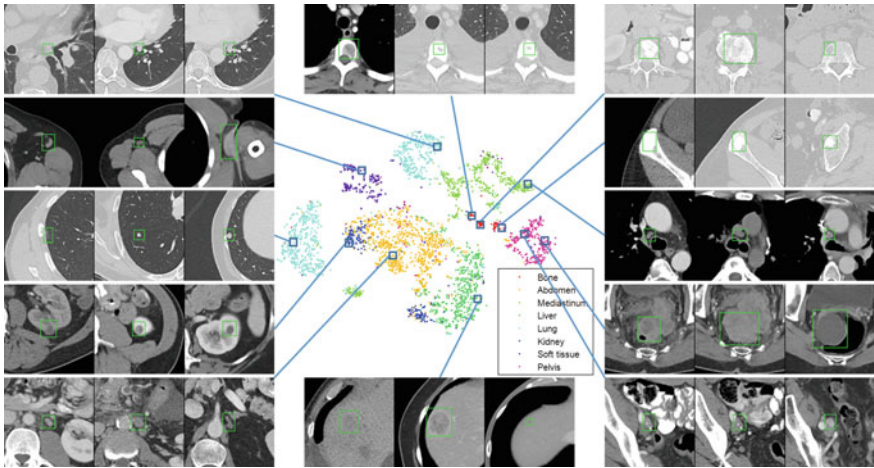 Bone
Abdomen
Mediastinum
Liver
Lung
Kidney
Soft tissue
Pelvis